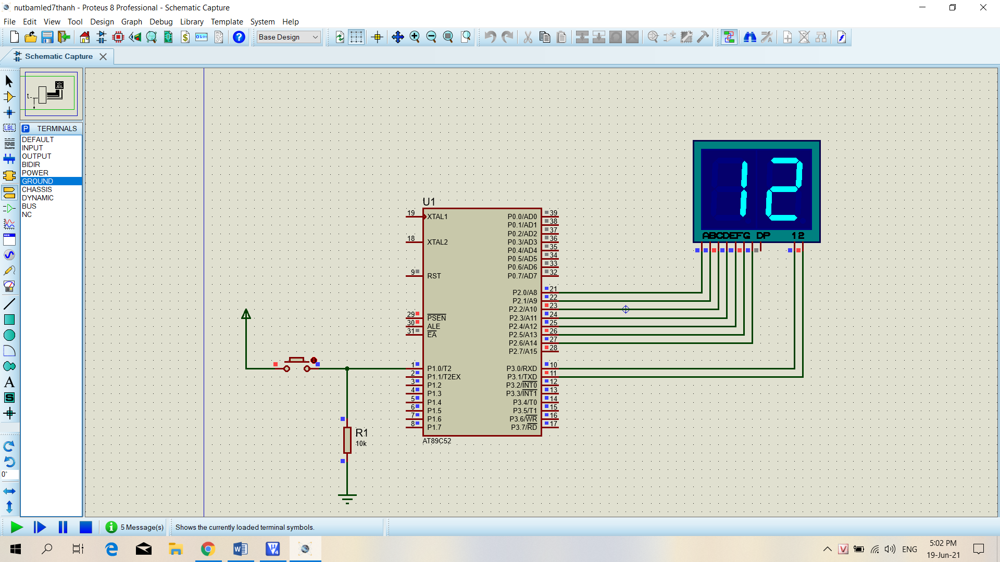 nutbamled7thanh - Proteus 8 Professional - Schematic Capture
File Edit View Tool Design Graph Debug Library Template System Help
Base Design
Schematic Capture
LBL
P TERMINALS
DEFAULT
INPUT
OUTPUT
BIDIR
POWER
GROUND
CHASSIS
DYNAMIC
BUS
NC
A
S
0°
12
ABCDEFG DP 12
U1
19 XTAL1
18 XTAL2
9 RST
29 PSEN
30 ALE
31 EA
1 P1.0/T2
2 P1.1/T2EX
3 P1.2
4 P1.3
5 P1.4
6 P1.5
7 P1.6
8 P1.7
P0.0/AD0 39
P0.1/AD1 38
P0.2/AD2 37
P0.3/AD3 36
P0.4/AD4 35
P0.5/AD5 34
P0.6/AD6 33
P0.7/AD7 32
P2.0/A8 21
P2.1/A9 22
P2.2/A10 23
P2.3/A11 24
P2.4/A12 25
P2.5/A13 26
P2.6/A14 27
P2.7/A15 28
P3.0/RXD 10
P3.1/TXD 11
P3.2/INT0 12
P3.3/INT1 13
P3.4/T0 14
P3.5/T1 15
P3.6/WR 16
P3.7/RD 17
AT89C52
R1
10k
5 Message(s) Shows the currently loaded terminal symbols.
ENG
5:02 PM
19-Jun-21